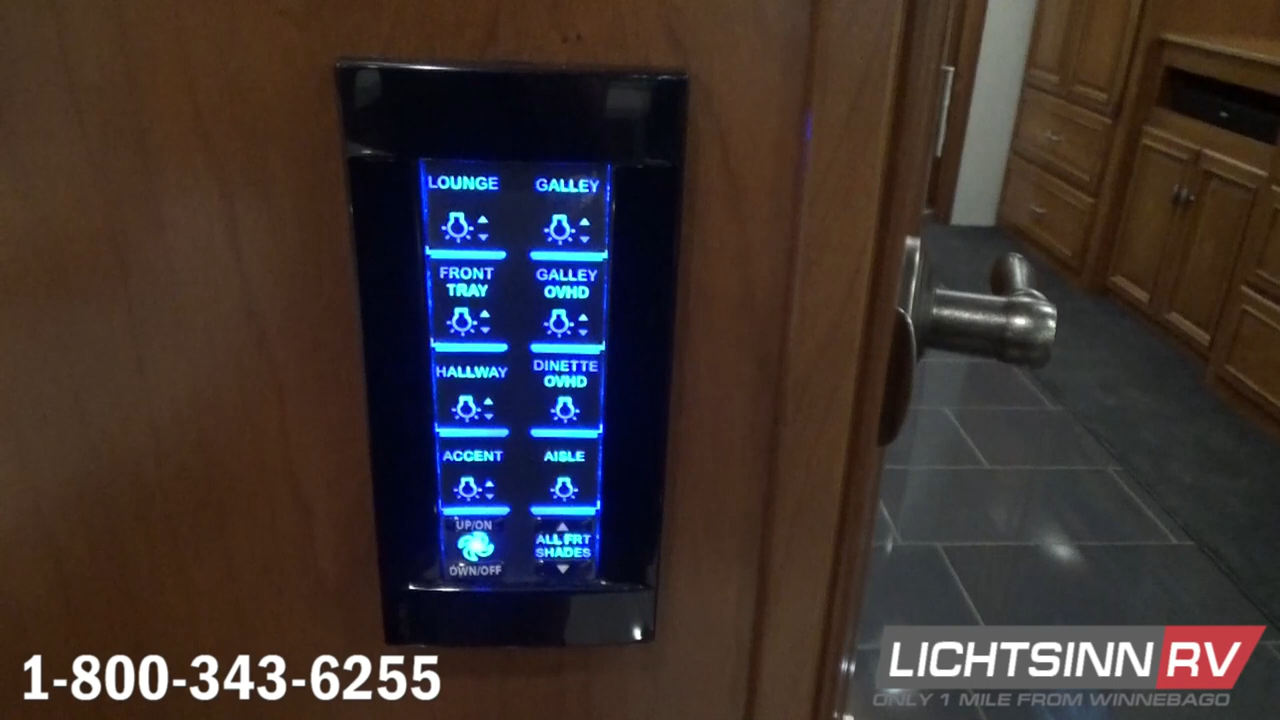 LOUNGE
GALLEY
FRONT
TRAY
GALLEY
OVHD
HALLWAY
DINETTE
OVHD
ACCENT
AISLE
UP/ON
OWN/OFF
ALL FRT
SHADES
1-800-343-6255
LICHTSINN RV
ONLY 1 MILE FROM WINNEBAGO